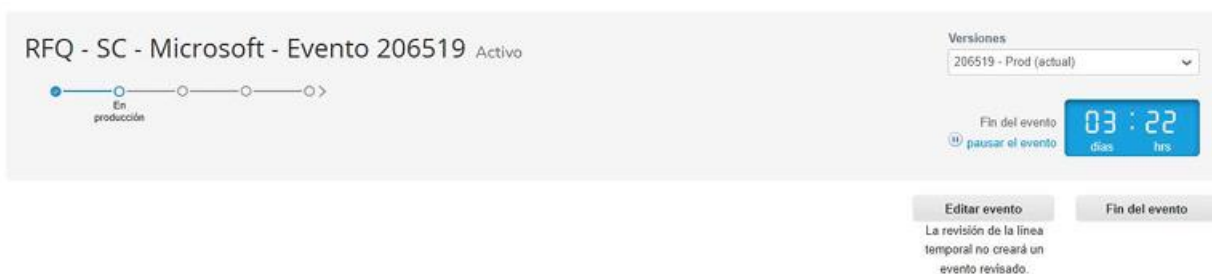 RFQ - SC - Microsoft - Evento 206519 Activo
En
producción
Versiones
206519 - Prod (actual)
Fin del evento
pausar el evento
03 : 22
días hrs
Editar evento
La revisión de la línea
temporal no creará un
evento revisado.
Fin del evento